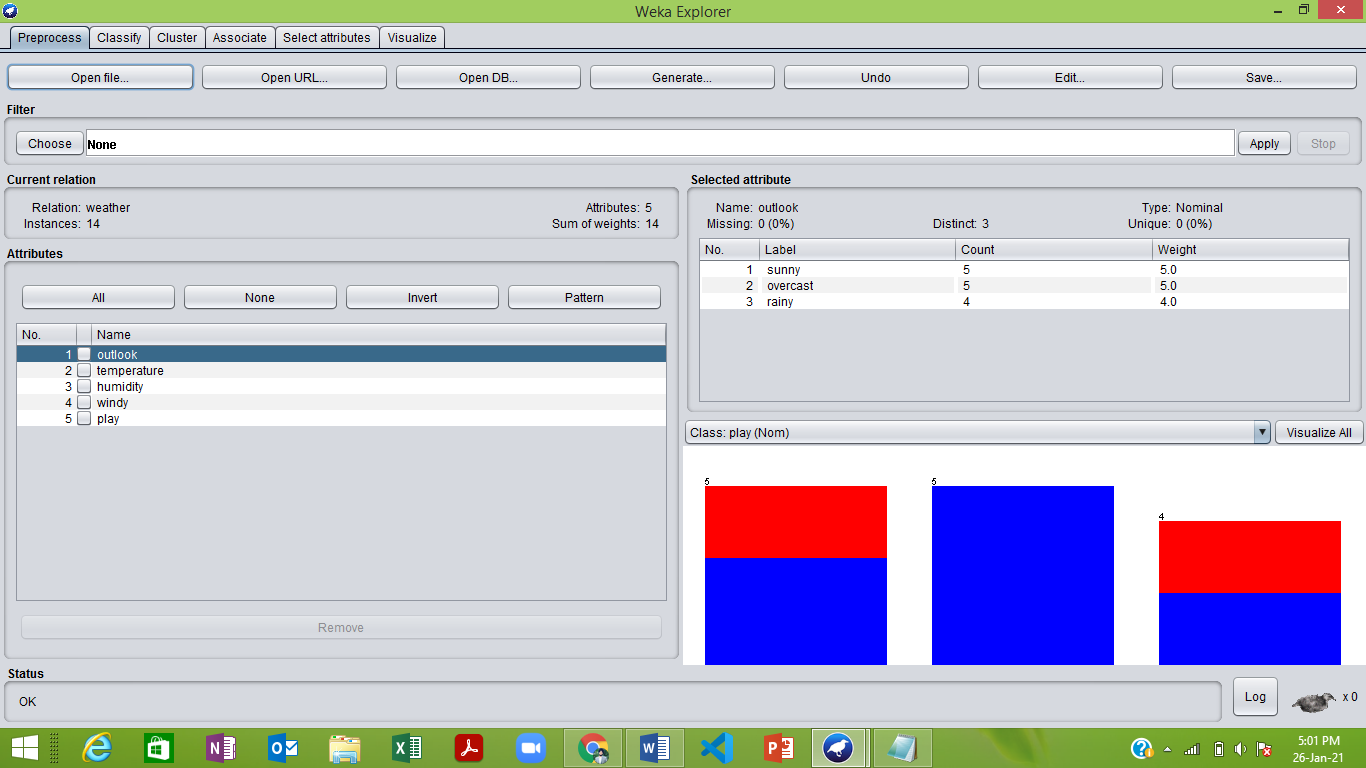 Weka Explorer
Preprocess Classify Cluster Associate Select attributes Visualize
Open file... Open URL... Open DB... Generate... Undo Edit... Save...
Filter
Choose None Apply Stop
Current relation
Relation: weather Attributes: 5
Instances: 14 Sum of weights: 14
Attributes
All None Invert Pattern
No. Name
1 outlook
2 temperature
3 humidity
4 windy
5 play
Remove
Selected attribute
Name: outlook Type: Nominal
Missing: 0 (0%) Distinct: 3 Unique: 0 (0%)
No. Label Count Weight
1 sunny 5 5.0
2 overcast 5 5.0
3 rainy 4 4.0
Class: play (Nom) Visualize All
5 5 4
Status
OK Log x 0
5:01 PM
26-Jan-21